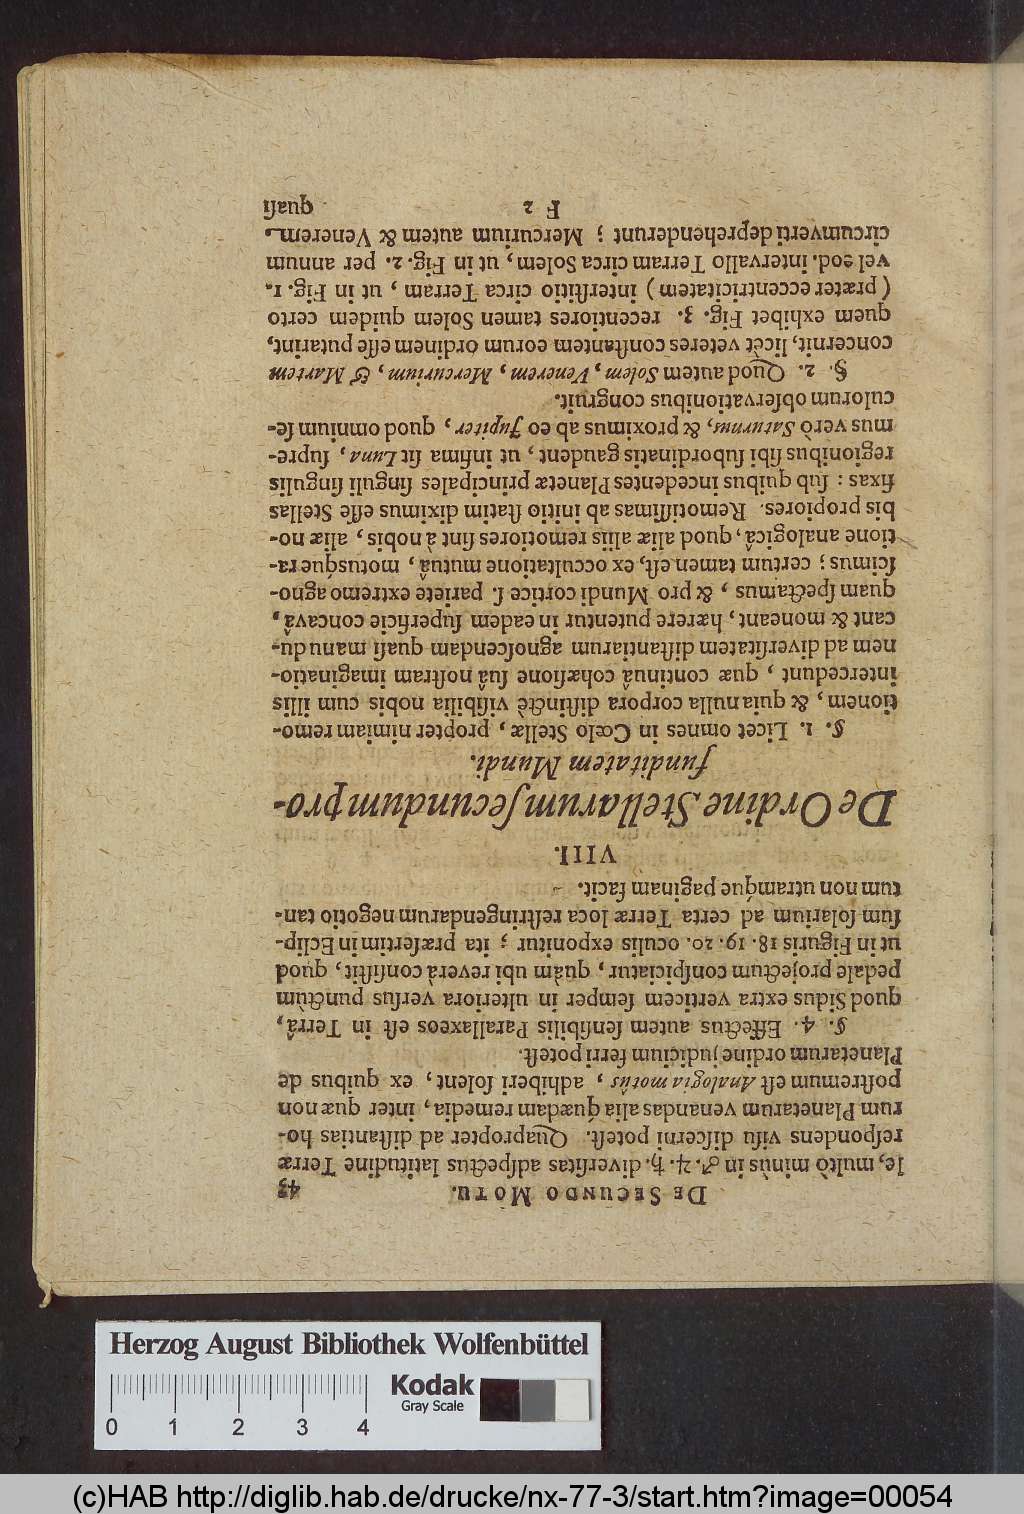 DE SECUNDO MOTU. 43
le, multò minùs in ♂. ♃. ♄. diversitas adspectus latitudine Terræ
respondens visu discerni potest. Quapropter ad distantias ho-
rum Planetarum venandas alia quædam remedia, inter quæ non
postremum est Analogia motûs, adhiberi solent, ex quibus de
Planetarum ordine judicium ferri potest.
§. 4. Effectus autem sensibilis Parallaxeos est in Terrâ,
quod Sidus extra verticem semper in ulteriora versus punctùm
pedale projectum conspiciatur, quàm ubi reverà consistit, quod
ut in Figuris 18. 19. 20. oculis exponitur; ita præsertim in Eclip-
sum solarium ad certa Terræ loca restringendarum negotio tan-
tum non utramq́ue paginam facit.
VIII.
De Ordine Stellarum secundum pro-
funditatem Mundi.
§. 1. Licet omnes in Cœlo Stellæ, propter nimiam remo-
tionem, & quia nulla corpora distinctè visibilia nobis cum illis
intercedunt, quæ continuâ cohæsione suâ nostram imaginatio-
nem ad diversitatem distantiarum agnoscendam quasi manu du-
cant & moneant, hærere putentur in eadem superficie concavâ,
quam spectamus, & pro Mundi cortice s. pariete extremo agno-
scimus; certum tamen est, ex occultatione mutuâ, motusq́ue ra-
tione analogicâ, quod aliæ aliis remotiores sint à nobis, aliæ no-
bis propiores. Remotissimas ab initio statim diximus esse Stellas
fixas: sub quibus incedentes Planetæ principales singuli singulis
regionibus sibi subordinatis gaudent, ut infima sit Luna, supre-
mus verò Saturnus, & proximus ab eo Jupiter, quod omnium se-
culorum observationibus congruit.
§. 2. Quod autem Solem, Venerem, Mercurium, & Martem
concernit, licèt veteres constantem eorum ordinem esse putarint,
quem exhibet Fig. 3. recentiores tamen Solem quidem certo
(præter eccentricitatem) interstitio circa Terram, ut in Fig. 1.
vel eod. intervallo Terram circa Solem, ut in Fig. 2. per annum
circumverti deprehenderunt; Mercurium autem & Venerem
F 2 quasi
Herzog August Bibliothek Wolfenbüttel
Kodak
Gray Scale
0 1 2 3 4
(c)HAB http://diglib.hab.de/drucke/nx-77-3/start.htm?image=00054